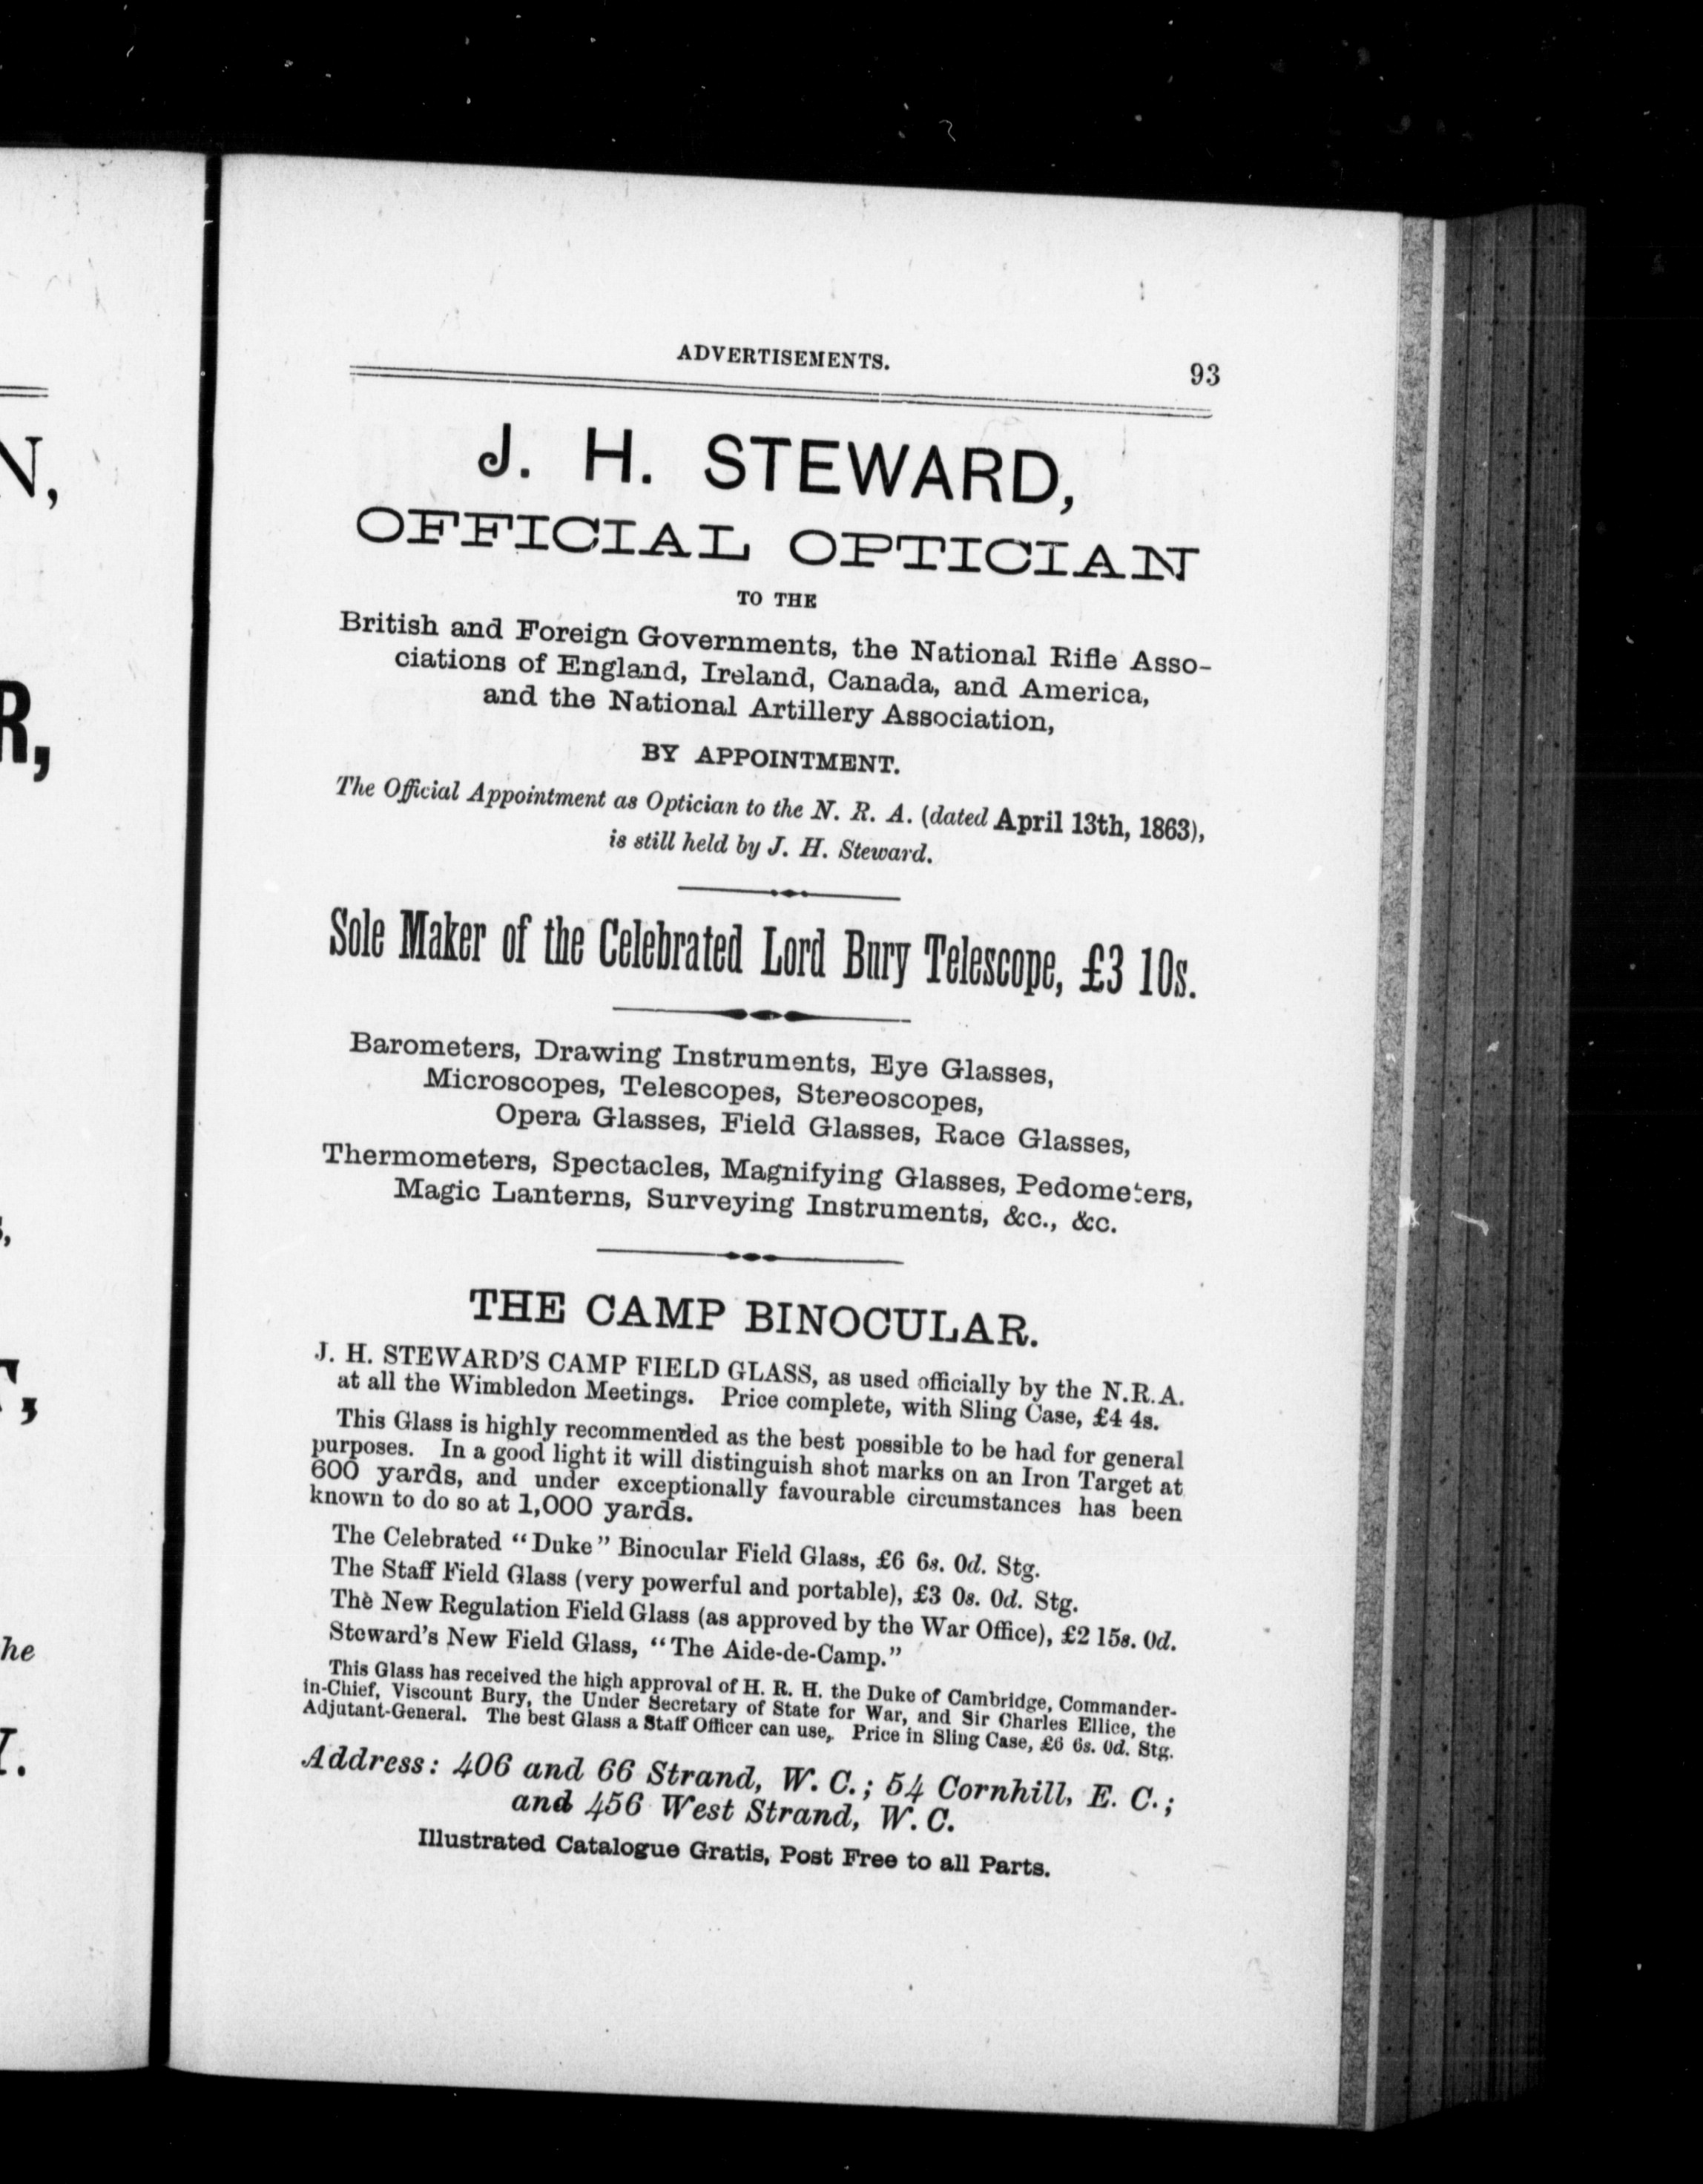 ADVERTISEMENTS.
93
J. H. STEWARD,
OFFICIAL OPTICIAN
TO THE
British and Foreign Governments, the National Rifle Asso-
ciations of England, Ireland, Canada, and America,
and the National Artillery Association,
BY APPOINTMENT.
The Official Appointment as Optician to the N. R. A. (dated April 13th, 1863),
is still held by J. H. Steward.
Sole Maker of the Celebrated Lord Bury Telescope, £3 10s.
Barometers, Drawing Instruments, Eye Glasses,
Microscopes, Telescopes, Stereoscopes,
Opera Glasses, Field Glasses, Race Glasses,
Thermometers, Spectacles, Magnifying Glasses, Pedometers,
Magic Lanterns, Surveying Instruments, &c., &c.
THE CAMP BINOCULAR.
J. H. STEWARD'S CAMP FIELD GLASS, as used officially by the N.R.A.
at all the Wimbledon Meetings. Price complete, with Sling Case, £4 4s.
This Glass is highly recommended as the best possible to be had for general
purposes. In a good light it will distinguish shot marks on an Iron Target at
600 yards, and under exceptionally favourable circumstances has been
known to do so at 1,000 yards.
The Celebrated "Duke" Binocular Field Glass, £6 6s. 0d. Stg.
The Staff Field Glass (very powerful and portable), £3 0s. 0d. Stg.
The New Regulation Field Glass (as approved by the War Office), £2 15s. 0d.
Steward's New Field Glass, "The Aide-de-Camp."
This Glass has received the high approval of H. R. H. the Duke of Cambridge, Commander-
in-Chief, Viscount Bury, the Under Secretary of State for War, and Sir Charles Ellice, the
Adjutant-General. The best Glass a Staff Officer can use,. Price in Sling Case, £6 6s. 0d. Stg.
Address: 406 and 66 Strand, W. C.; 54 Cornhill, E. C.;
and 456 West Strand, W. C.
Illustrated Catalogue Gratis, Post Free to all Parts.